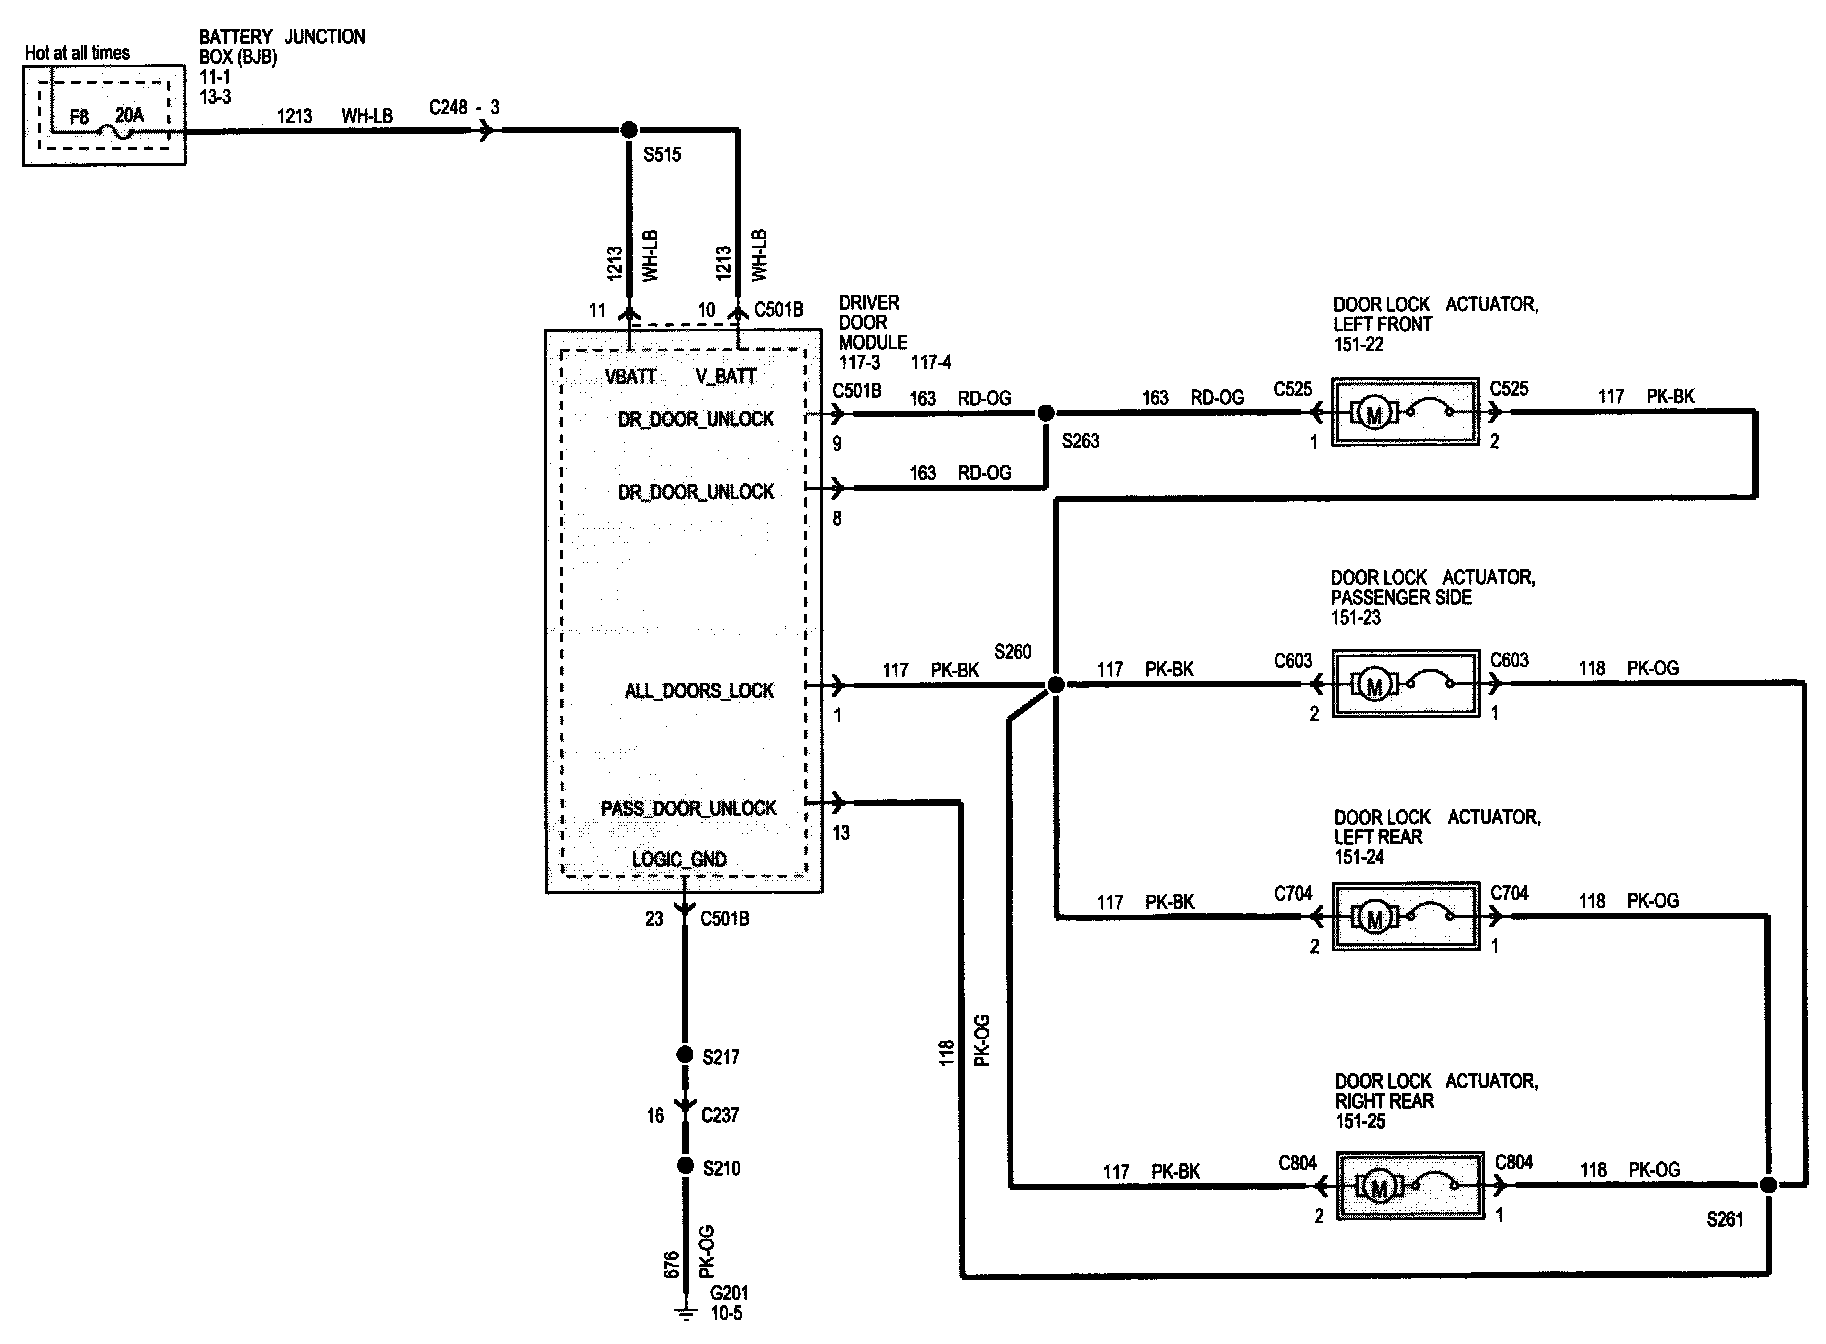 Hot at all times
BATTERY JUNCTION
BOX (BJB)
11-1
13-3
F8 20A
1213 WH-LB
C248 - 3
S515
1213 WH-LB
1213 WH-LB
11
10 C501B
DRIVER
DOOR
MODULE
117-3 117-4
VBATT V_BATT
DR_DOOR_UNLOCK
C501B
9
163 RD-OG
S263
163 RD-OG
DOOR LOCK ACTUATOR,
LEFT FRONT
151-22
C525
1
M
C525
2
117 PK-BK
DR_DOOR_UNLOCK
8
163 RD-OG
ALL_DOORS_LOCK
1
117 PK-BK
S260
117 PK-BK
DOOR LOCK ACTUATOR,
PASSENGER SIDE
151-23
C603
2
M
C603
1
118 PK-OG
PASS_DOOR_UNLOCK
13
118 PK-OG
LOGIC_GND
23 C501B
DOOR LOCK ACTUATOR,
LEFT REAR
151-24
117 PK-BK
C704
2
M
C704
1
118 PK-OG
S217
16 C237
S210
676 PK-OG
G201
10-5
DOOR LOCK ACTUATOR,
RIGHT REAR
151-25
117 PK-BK
C804
2
M
C804
1
118 PK-OG
S261